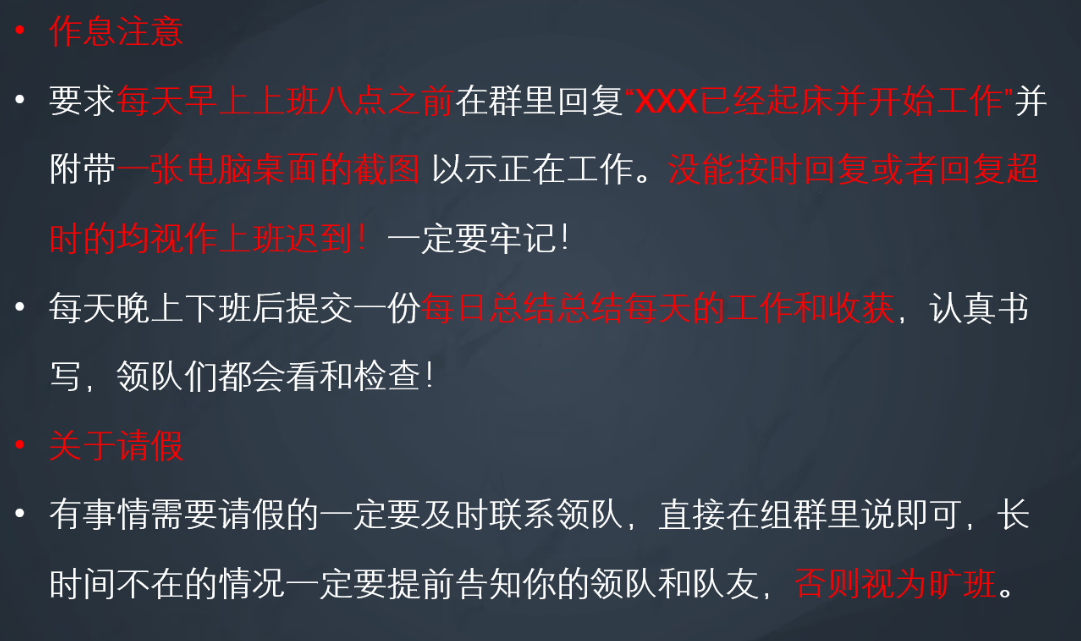 • 作息注意
• 要求每天早上上班八点之前在群里回复“XXX已经起床并开始工作”并
附带一张电脑桌面的截图 以示正在工作。没能按时回复或者回复超
时的均视作上班迟到！一定要牢记！
• 每天晚上下班后提交一份每日总结总结每天的工作和收获，认真书
写，领队们都会看和检查！
• 关于请假
• 有事情需要请假的一定要及时联系领队，直接在组群里说即可，长
时间不在的情况一定要提前告知你的领队和队友，否则视为旷班。